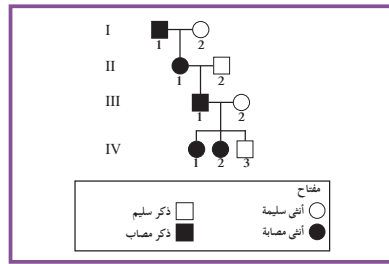 I
1 2
II
1 2
III
1 2
IV
1 2 3
مفتاح
أنثى سليمة ذكر سليم
أنثى مصابة ذكر مصاب